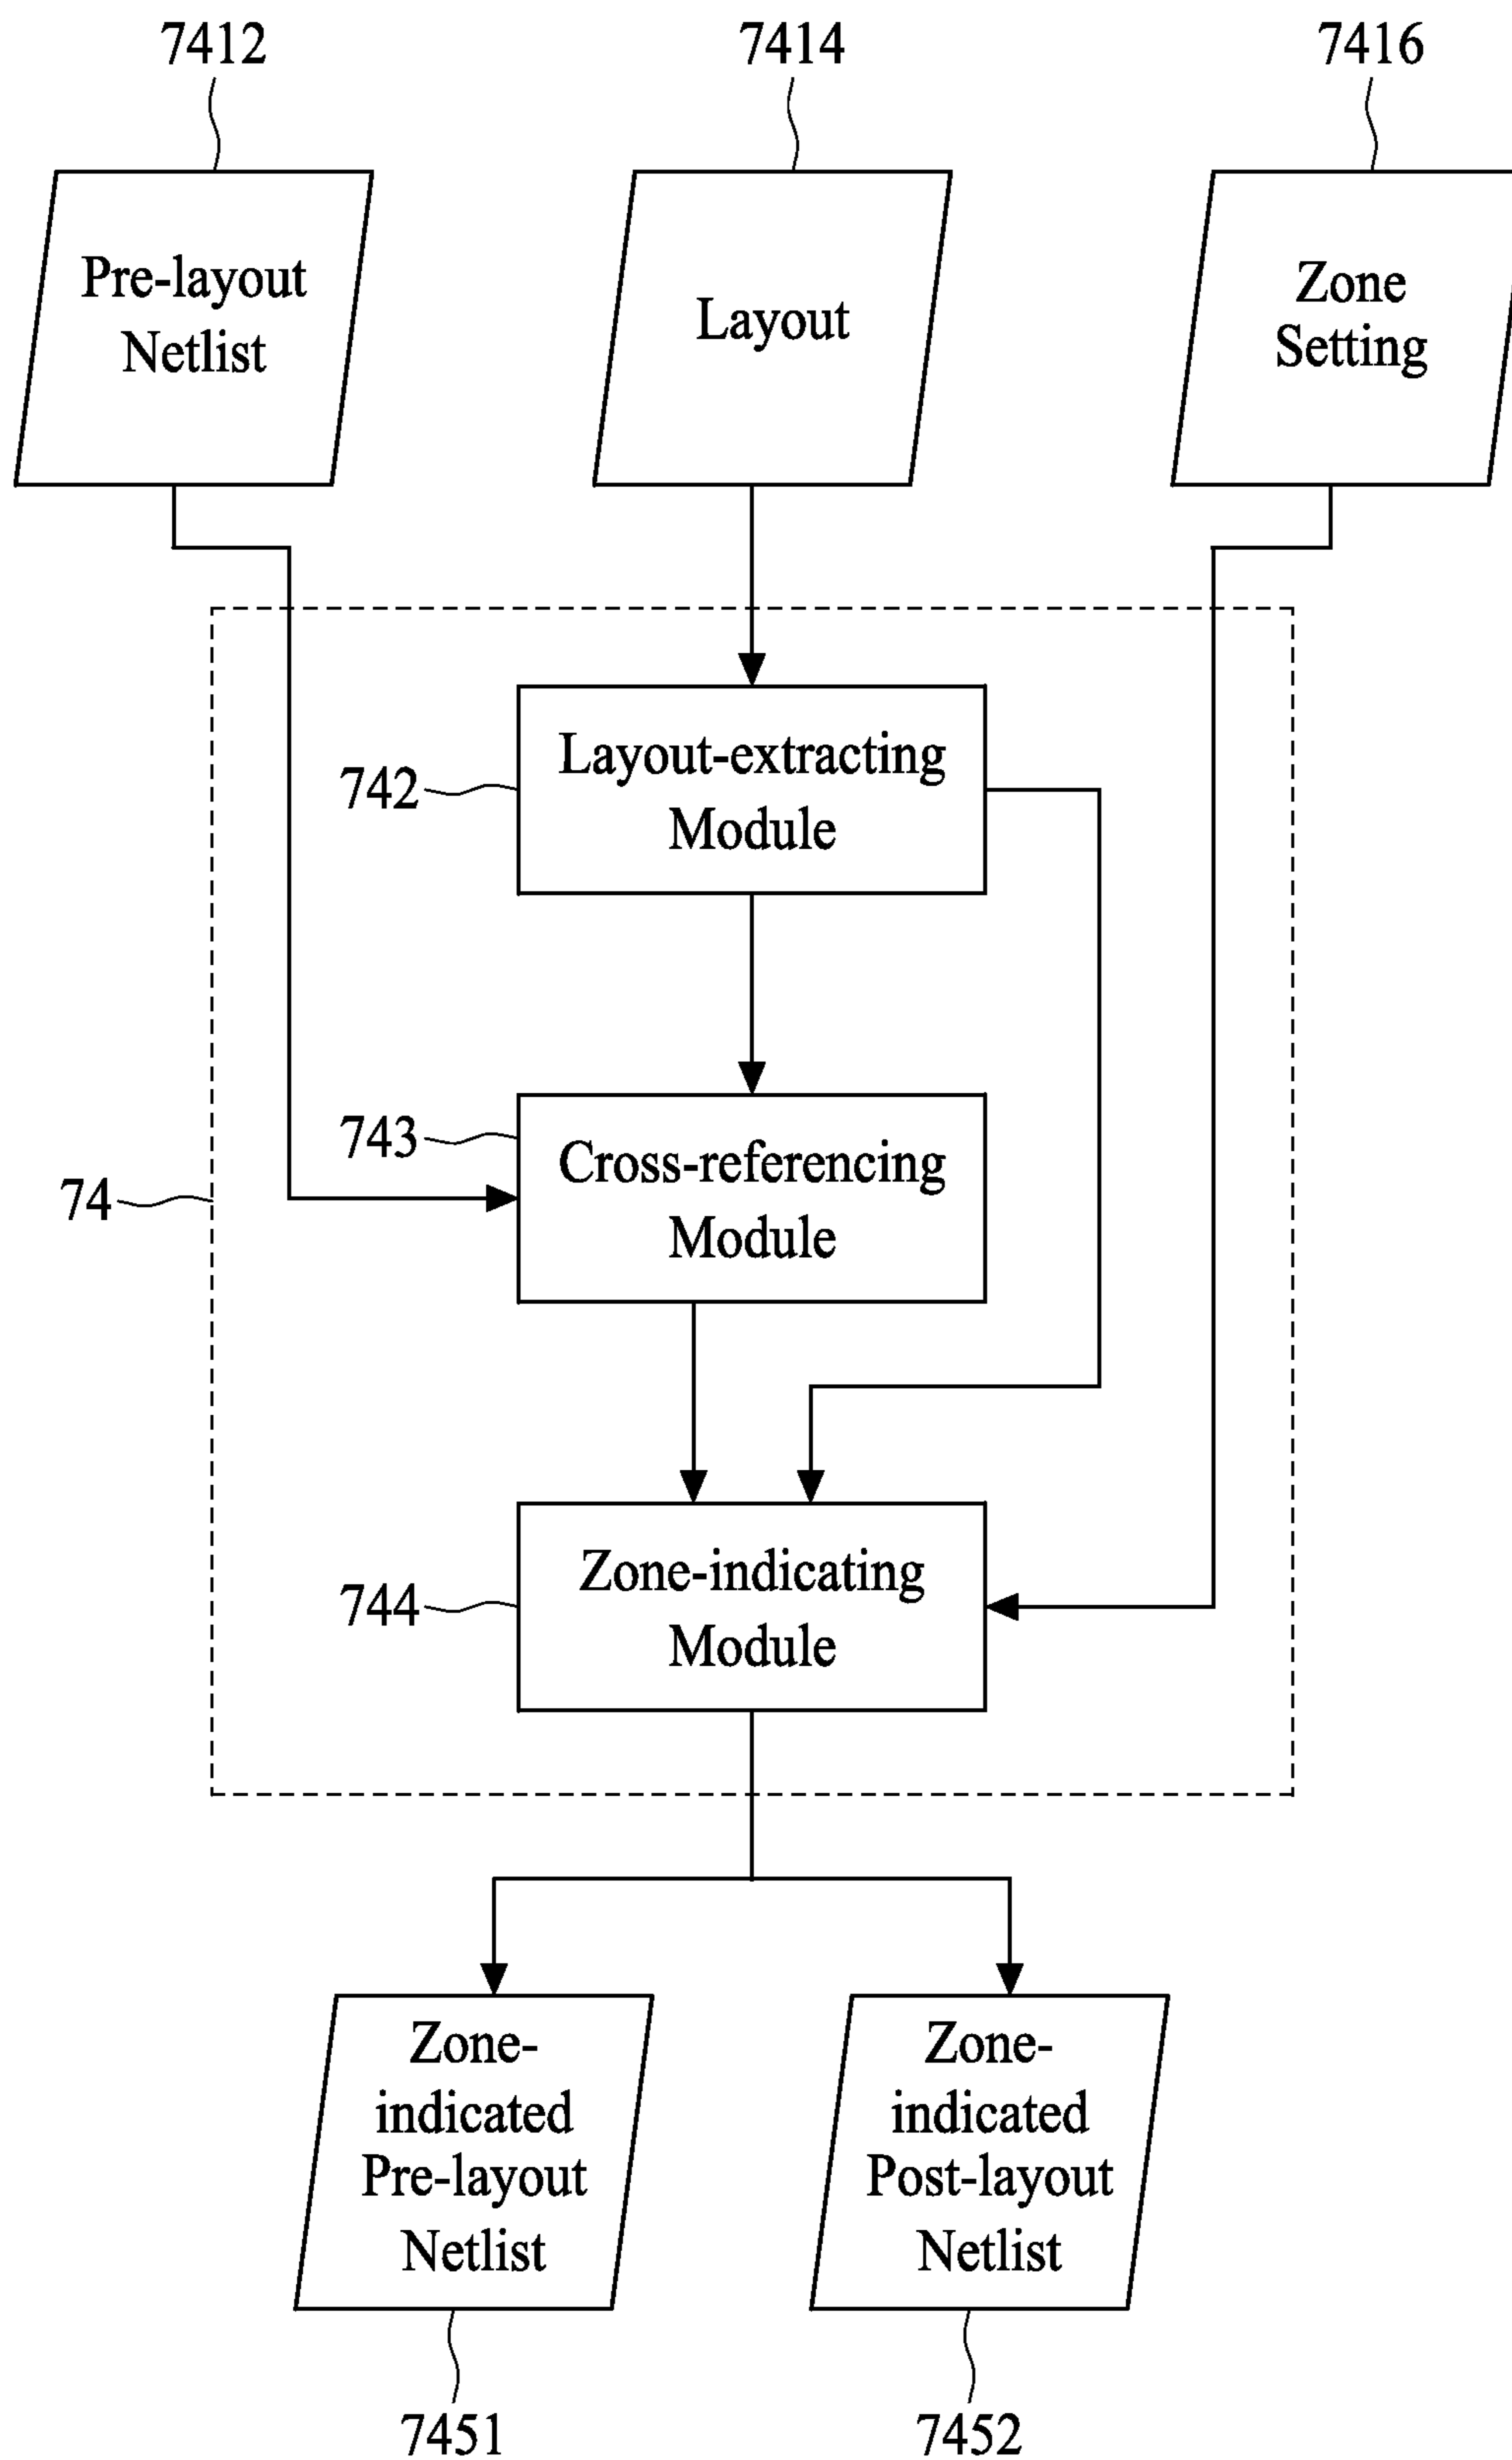 7412
7414
7416
Pre-layout
Netlist
Layout
Zone
Setting
742
Layout-extracting
Module
743
Cross-referencing
Module
74
744
Zone-indicating
Module
Zone-
indicated
Pre-layout
Netlist
Zone-
indicated
Post-layout
Netlist
7451
7452